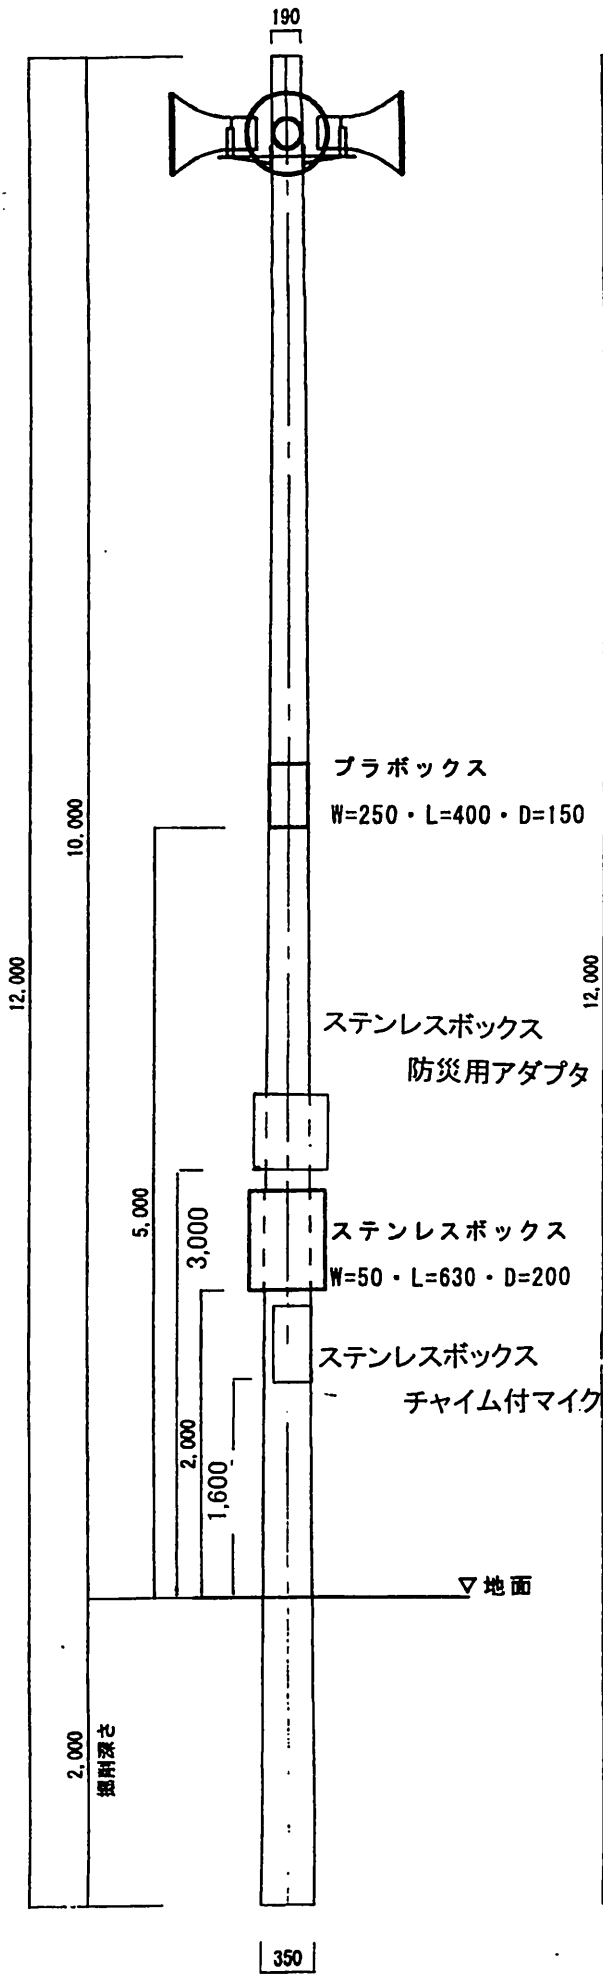 190
プラボックス
W=250・L=400・D=150
10,000
12,000
12,000
ステンレスボックス
防災用アダプタ
5,000
3,000
ステンレスボックス
W=50・L=630・D=200
ステンレスボックス
チャイム付マイク
2,000
1,600
▽地面
2,000
掘削深さ
350